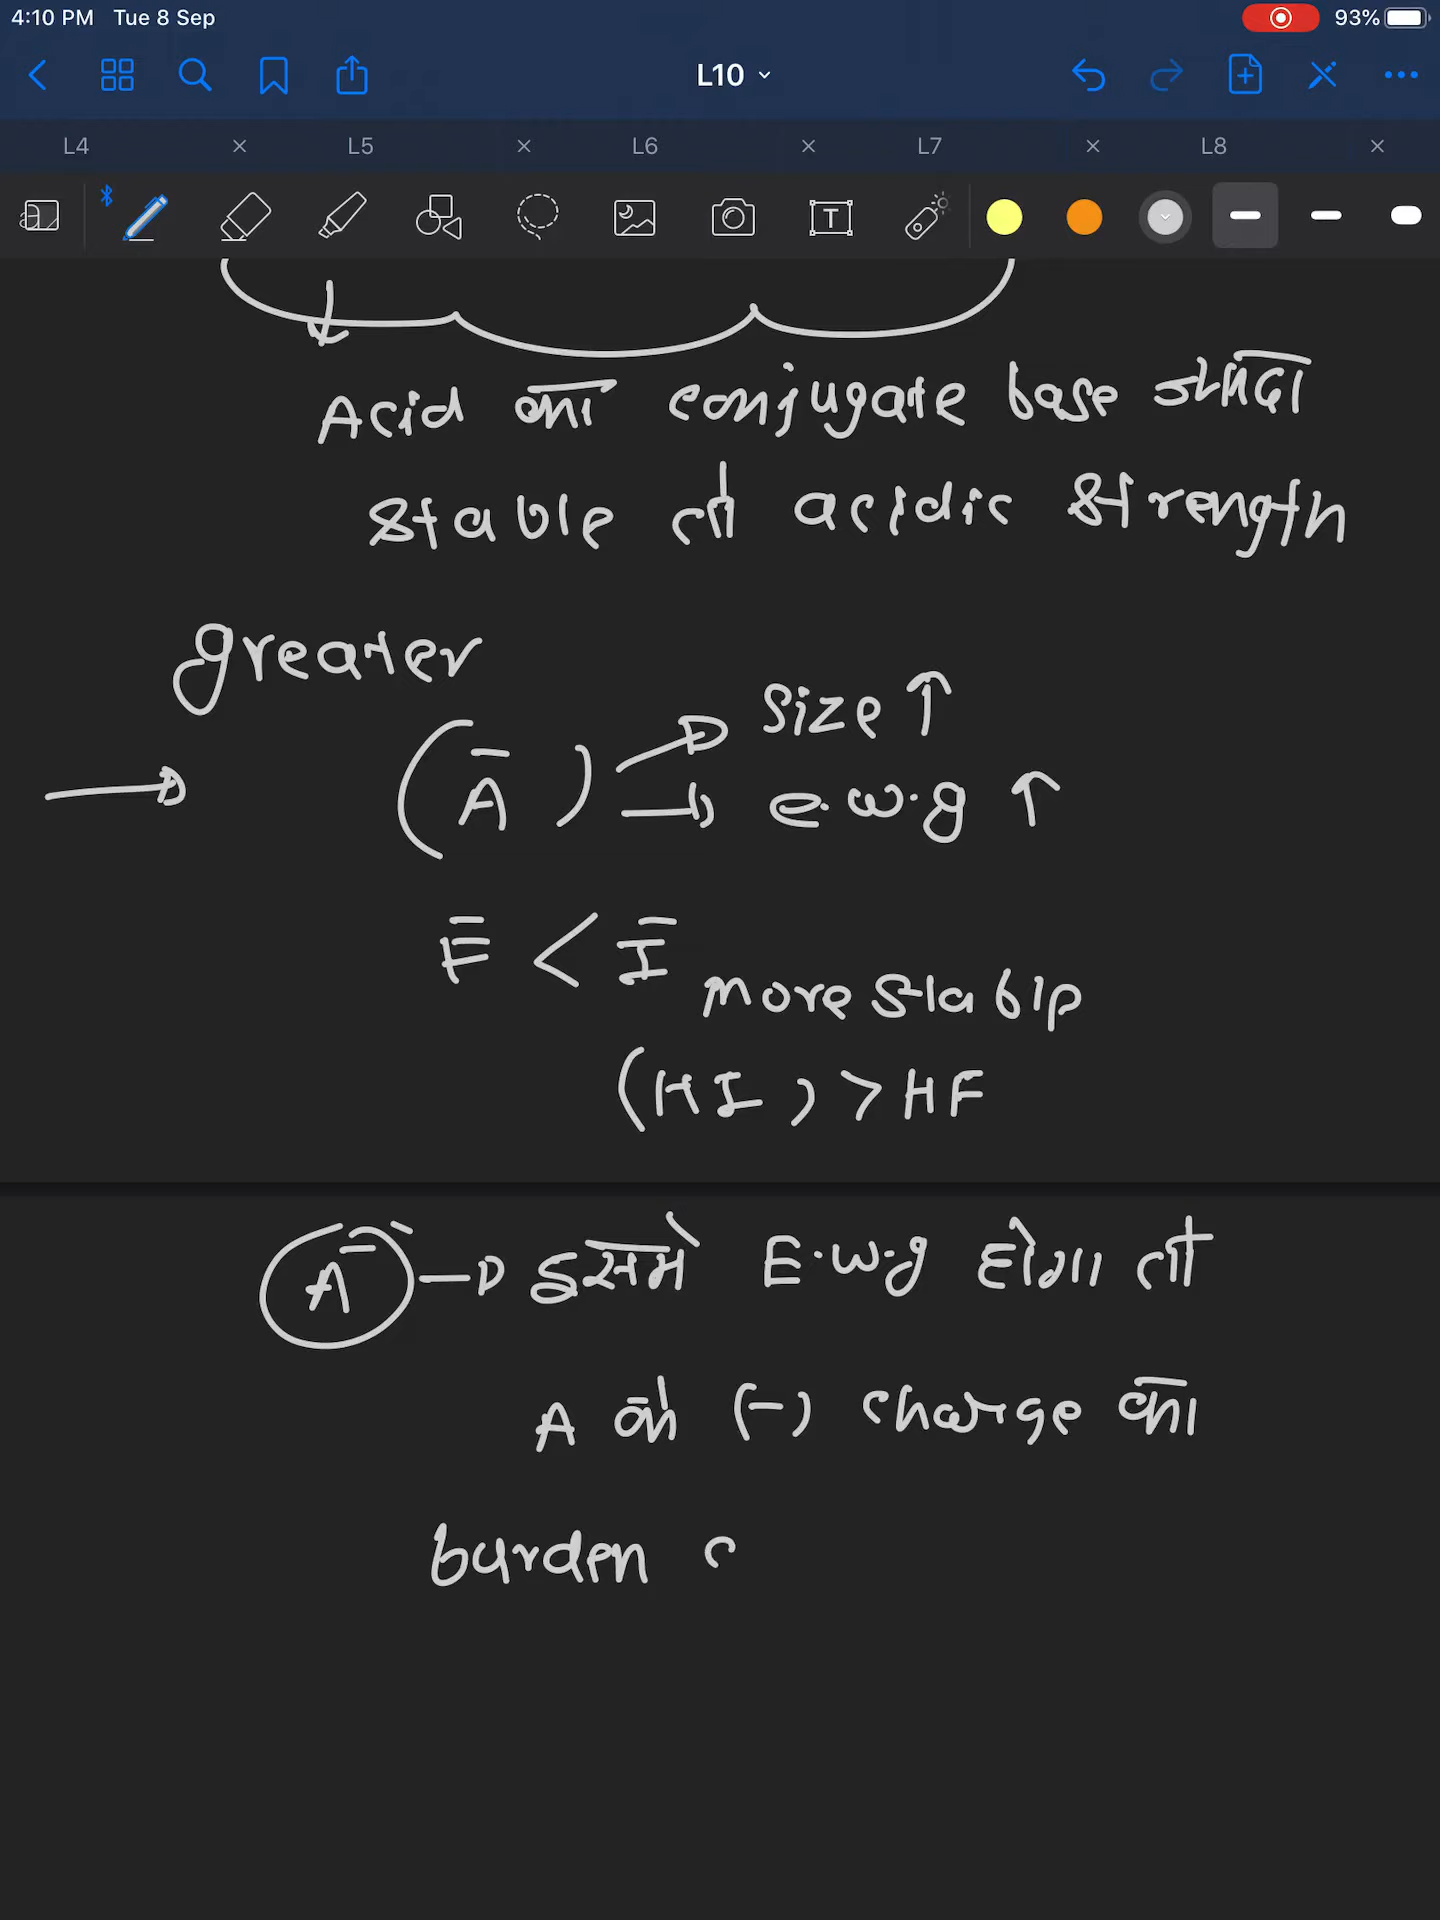 4:10 PM Tue 8 Sep 93%
L10
L4 × L5 × L6 × L7 × L8 ×
Acid का conjugate base ज्यादा
stable तो acidic strength
greater
(A⁻) → size ↑
→ e.w.g ↑
F⁻ < I⁻ more stable
(HI) > HF
A⁻ → इसमे E.w.g होगा तो
A के (-) charge का
burden